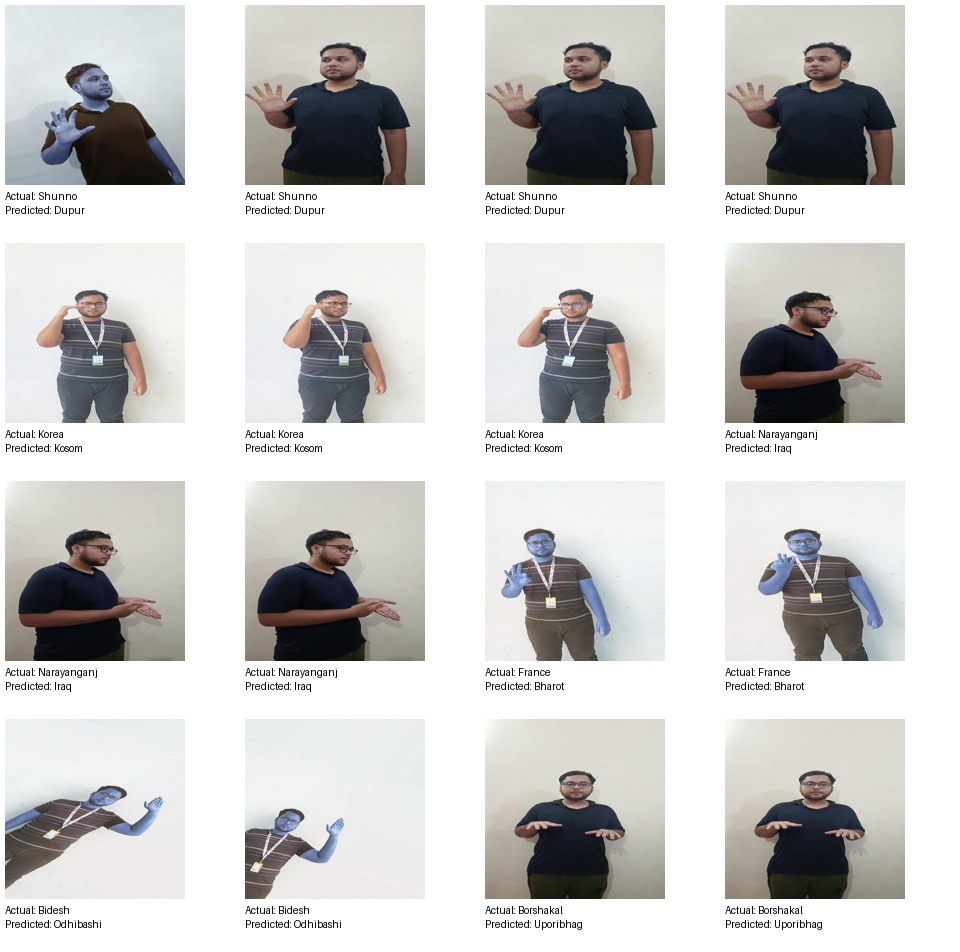 Actual: Shunno
Predicted: Dupur
Actual: Shunno
Predicted: Dupur
Actual: Shunno
Predicted: Dupur
Actual: Shunno
Predicted: Dupur
Actual: Korea
Predicted: Kosom
Actual: Korea
Predicted: Kosom
Actual: Korea
Predicted: Kosom
Actual: Narayanganj
Predicted: Iraq
Actual: Narayanganj
Predicted: Iraq
Actual: Narayanganj
Predicted: Iraq
Actual: France
Predicted: Bharot
Actual: France
Predicted: Bharot
Actual: Bidesh
Predicted: Odhibashi
Actual: Bidesh
Predicted: Odhibashi
Actual: Borshakal
Predicted: Uporibhag
Actual: Borshakal
Predicted: Uporibhag